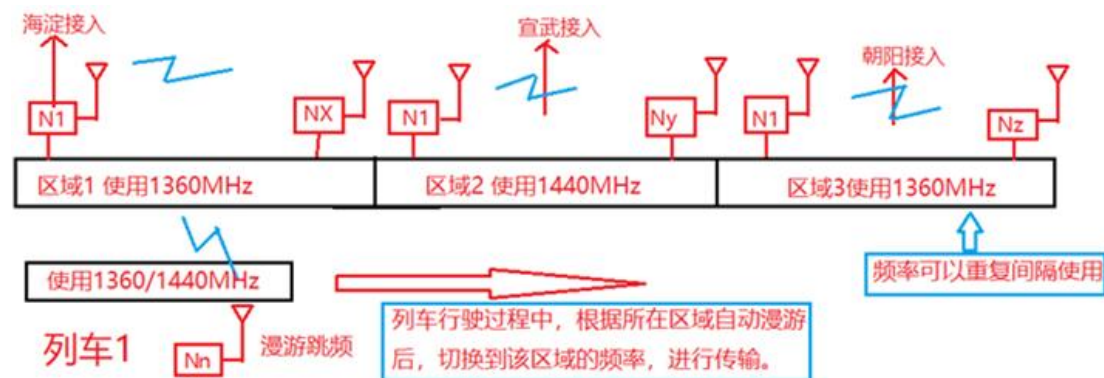 海淀接入
宣武接入
朝阳接入
N1
NX
N1
Ny
N1
Nz
区域1 使用1360MHz
区域2 使用1440MHz
区域3使用1360MHz
使用1360/1440MHz
频率可以重复间隔使用
列车1
Nn
漫游跳频
列车行驶过程中，根据所在区域自动漫游
后，切换到该区域的频率，进行传输。